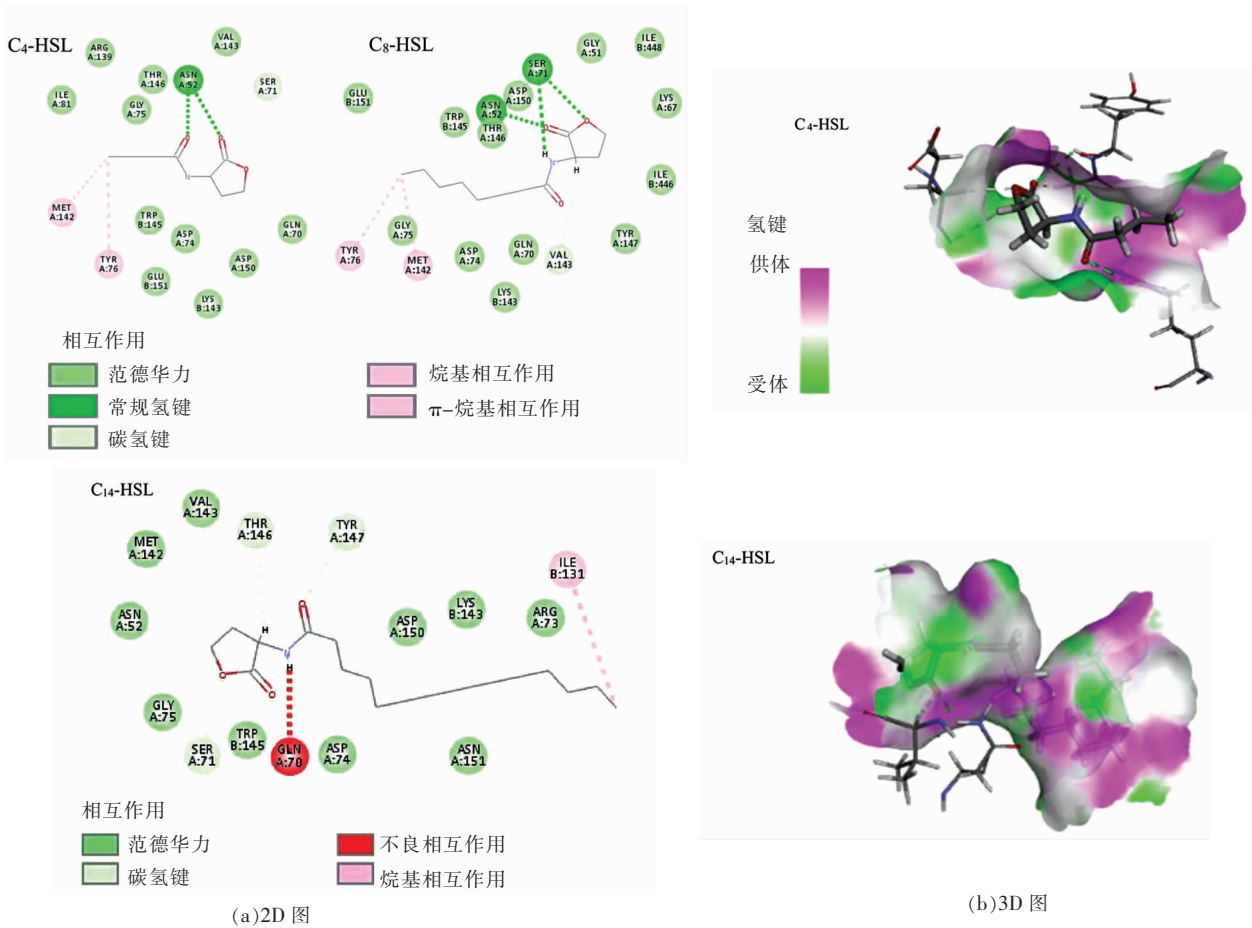 C₄-HSL
ARG
A:139
VAL
A:143
THR
A:146
ASN
A:52
SER
A:71
ILE
A:81
GLY
A:75
O
O
N
O
MET
A:142
TYR
A:76
TRP
B:145
ASP
A:74
GLN
A:70
GLU
B:151
ASP
A:150
LYS
B:143
C₈-HSL
GLY
A:51
ILE
B:448
SER
A:71
GLU
B:151
ASN
A:52
ASP
A:150
LYS
A:67
TRP
B:145
THR
A:146
O
O
H
N
H
O
ILE
B:446
TYR
A:76
GLY
A:75
MET
A:142
ASP
A:74
GLN
A:70
VAL
A:143
TYR
A:147
LYS
B:143
相互作用
范德华力
常规氢键
碳氢键
烷基相互作用
π-烷基相互作用
C₄-HSL
氢键
供体
受体
C₁₄-HSL
VAL
A:143
THR
A:146
TYR
A:147
MET
A:142
ILE
B:131
ASN
A:52
ASP
A:150
LYS
B:143
ARG
A:73
H
O
N
H
O
O
GLY
A:75
SER
A:71
TRP
B:145
GLN
A:70
ASP
A:74
ASN
A:151
相互作用
范德华力
碳氢键
不良相互作用
烷基相互作用
(a)2D 图
C₁₄-HSL
(b)3D 图